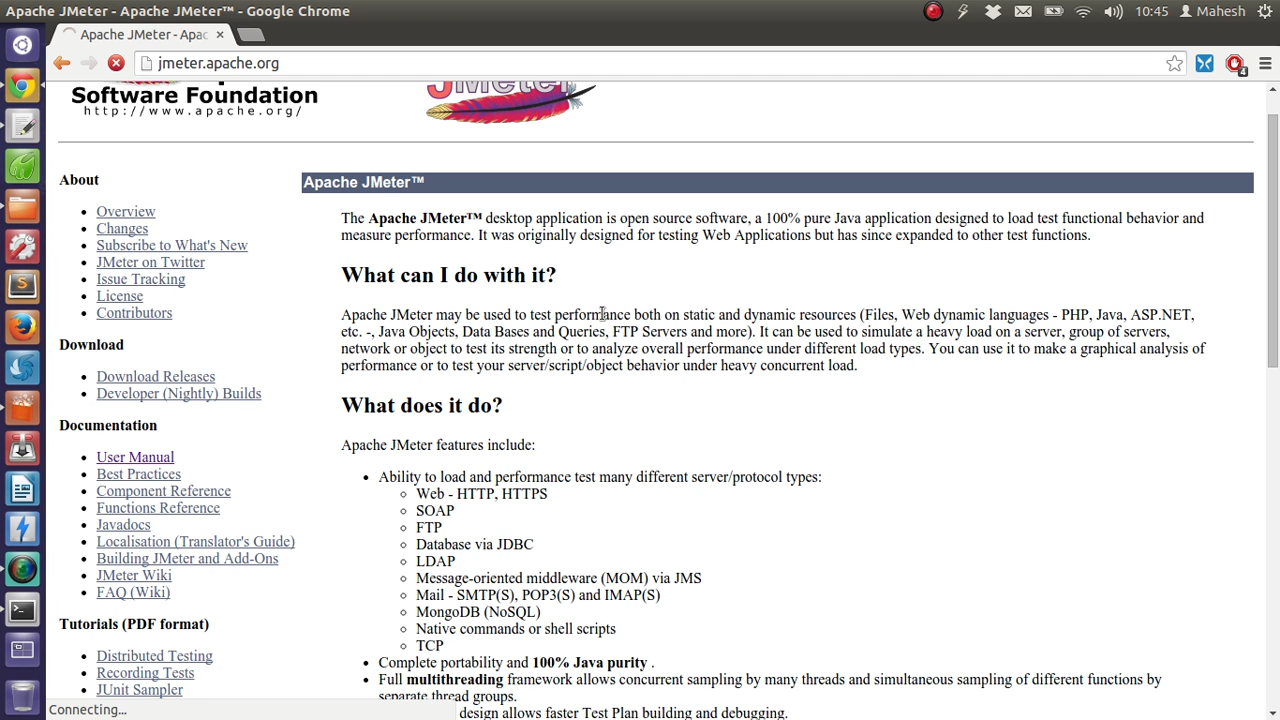 Apache JMeter - Apache JMeter™ - Google Chrome
10:45 Mahesh
Apache JMeter - Apac
jmeter.apache.org
4
Software Foundation
http://www.apache.org/
JMeter
About
Overview
Changes
Subscribe to What's New
JMeter on Twitter
Issue Tracking
License
Contributors
Download
Download Releases
Developer (Nightly) Builds
Documentation
User Manual
Best Practices
Component Reference
Functions Reference
Javadocs
Localisation (Translator's Guide)
Building JMeter and Add-Ons
JMeter Wiki
FAQ (Wiki)
Tutorials (PDF format)
Distributed Testing
Recording Tests
JUnit Sampler
Apache JMeter™
The Apache JMeter™ desktop application is open source software, a 100% pure Java application designed to load test functional behavior and
measure performance. It was originally designed for testing Web Applications but has since expanded to other test functions.
What can I do with it?
Apache JMeter may be used to test performance both on static and dynamic resources (Files, Web dynamic languages - PHP, Java, ASP.NET,
etc. -, Java Objects, Data Bases and Queries, FTP Servers and more). It can be used to simulate a heavy load on a server, group of servers,
network or object to test its strength or to analyze overall performance under different load types. You can use it to make a graphical analysis of
performance or to test your server/script/object behavior under heavy concurrent load.
What does it do?
Apache JMeter features include:
Ability to load and performance test many different server/protocol types:
Web - HTTP, HTTPS
SOAP
FTP
Database via JDBC
LDAP
Message-oriented middleware (MOM) via JMS
Mail - SMTP(S), POP3(S) and IMAP(S)
MongoDB (NoSQL)
Native commands or shell scripts
TCP
Complete portability and 100% Java purity .
Full multithreading framework allows concurrent sampling by many threads and simultaneous sampling of different functions by
separate thread groups.
design allows faster Test Plan building and debugging.
Connecting...